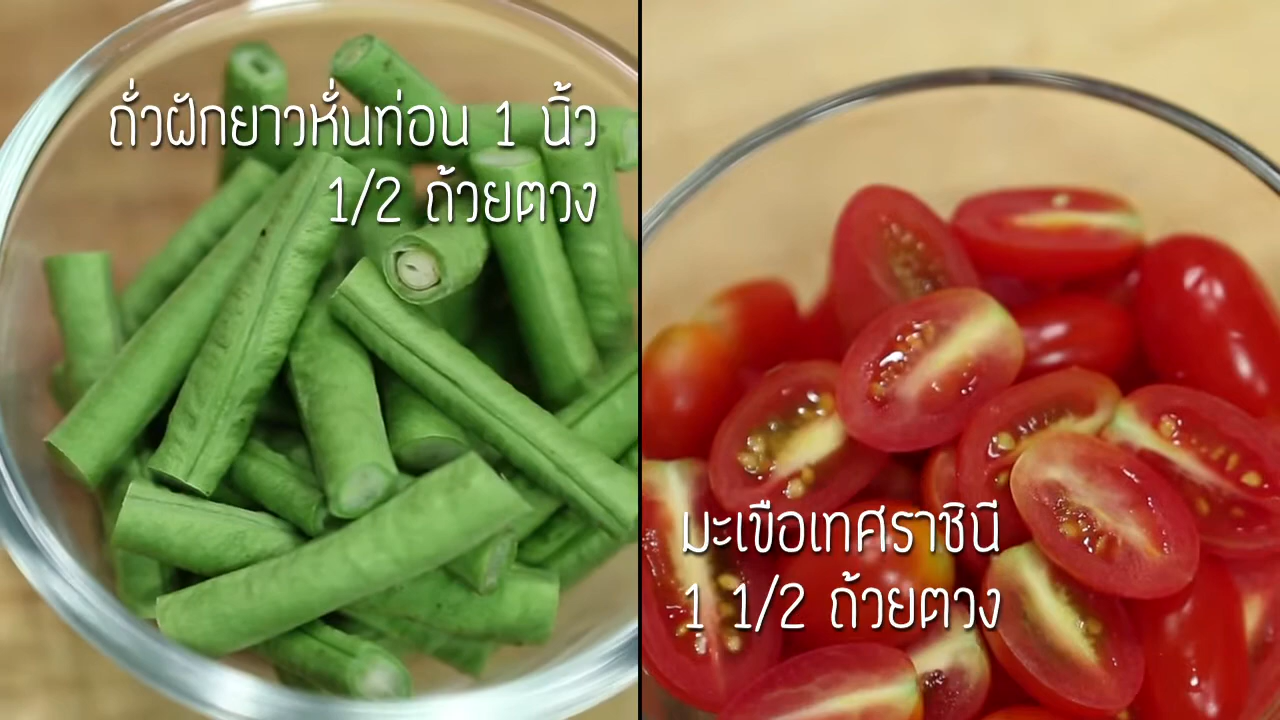 ถั่วฝักยาวหั่นท่อน 1 นิ้ว
1/2 ถ้วยตวง
มะเขือเทศราชินี
1 1/2 ถ้วยตวง